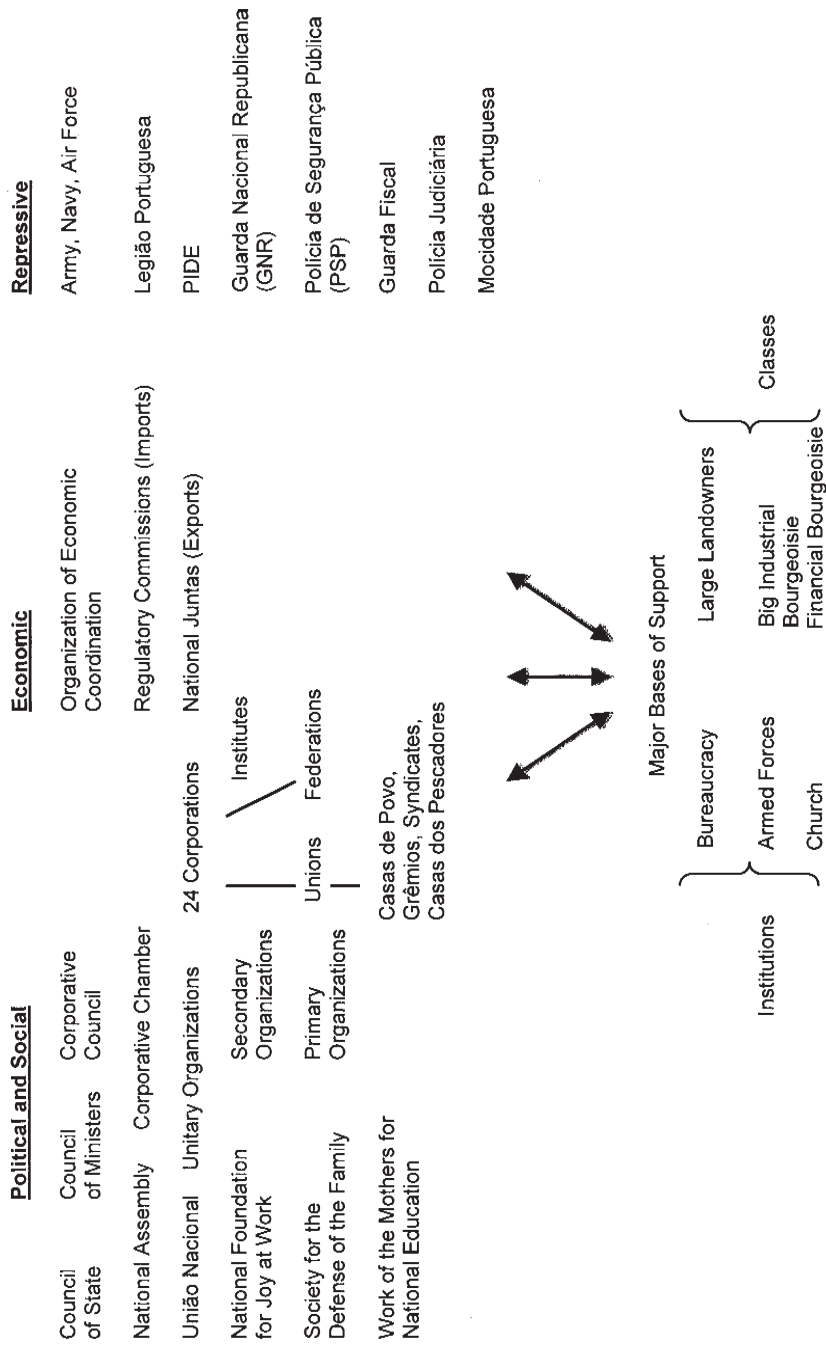 Political and Social
Economic
Repressive
Council
of State
Council
of Ministers
Corporative
Council
Organization of Economic
Coordination
Army, Navy, Air Force
National Assembly
Corporative Chamber
Regulatory Commissions (Imports)
Legião Portuguesa
União Nacional
Unitary Organizations
24 Corporations
National Juntas (Exports)
PIDE
National Foundation
for Joy at Work
Secondary
Organizations
Institutes
Guarda Nacional Republicana
(GNR)
Society for the
Defense of the Family
Primary
Organizations
Unions
Federations
Polícia de Segurança Pública
(PSP)
Work of the Mothers for
National Education
Casas de Povo,
Grêmios, Syndicates,
Casas dos Pescadores
Guarda Fiscal
Polícia Judiciária
Mocidade Portuguesa
Major Bases of Support
Institutions
Bureaucracy
Armed Forces
Church
Large Landowners
Big Industrial
Bourgeoisie
Financial Bourgeoisie
Classes